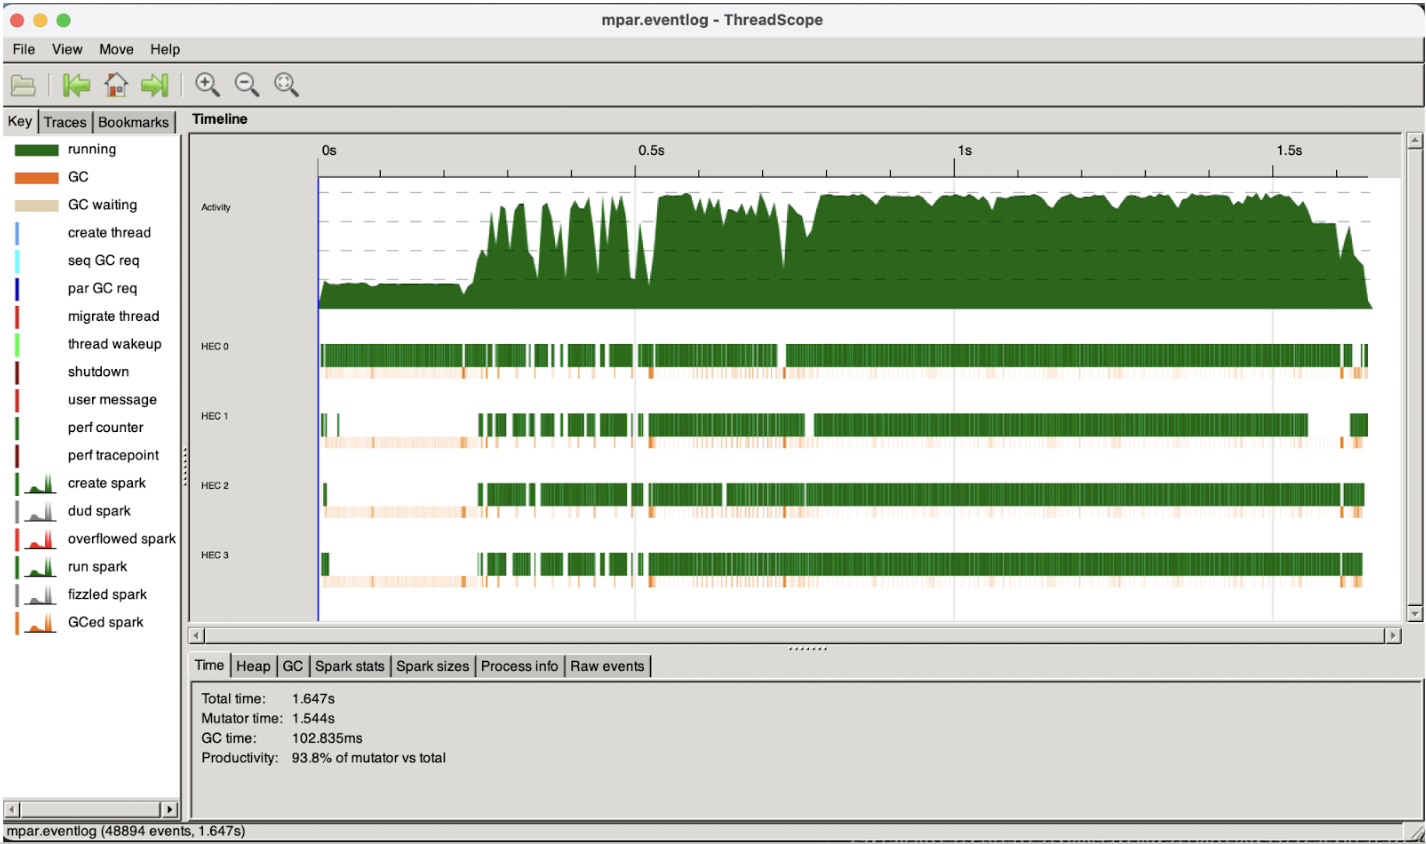 mpar.eventlog - ThreadScope
File View Move Help
Key Traces Bookmarks
running
GC
GC waiting
create thread
seq GC req
par GC req
migrate thread
thread wakeup
shutdown
user message
perf counter
perf tracepoint
create spark
dud spark
overflowed spark
run spark
fizzled spark
GCed spark
Timeline
0s 0.5s 1s 1.5s
Activity
HEC 0
HEC 1
HEC 2
HEC 3
Time Heap GC Spark stats Spark sizes Process info Raw events
Total time: 1.647s
Mutator time: 1.544s
GC time: 102.835ms
Productivity: 93.8% of mutator vs total
mpar.eventlog (48894 events, 1.647s)